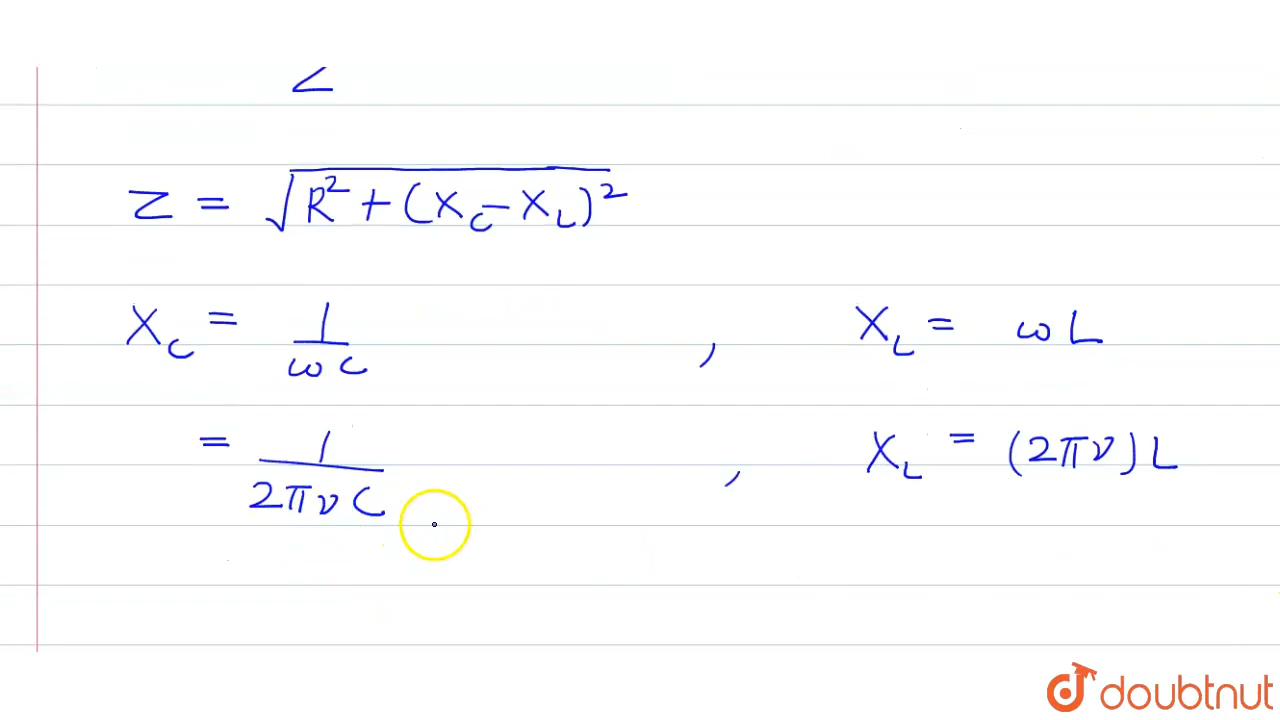 Z
Z = √(R² + (X_C - X_L)²)
X_C = 1/ωC , X_L = ωL
= 1/2πνC , X_L = (2πν)L
doubtnut